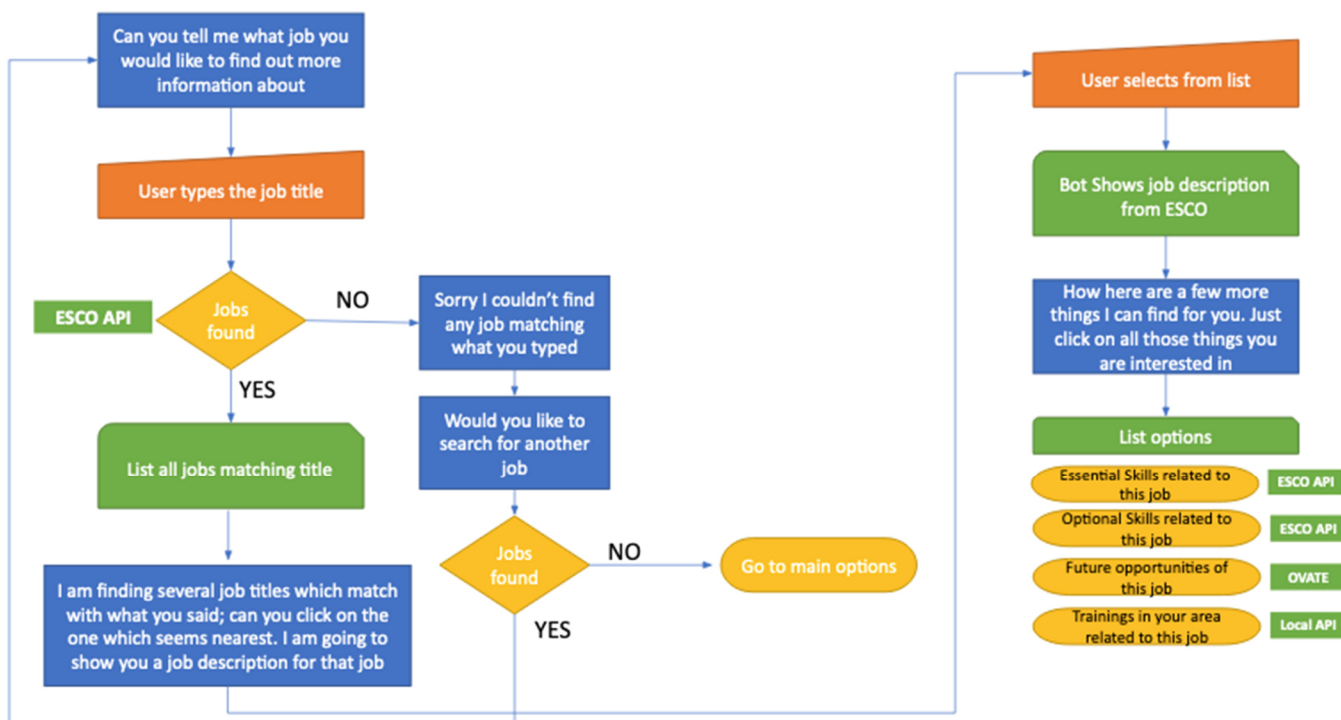 Can you tell me what job you
would like to find out more
information about
User types the job title
ESCO API
Jobs
found
NO
YES
Sorry I couldn't find
any job matching
what you typed
Would you like to
search for another
job
List all jobs matching title
I am finding several job titles which match
with what you said; can you click on the
one which seems nearest. I am going to
show you a job description for that job
Jobs
found
NO
YES
Go to main options
User selects from list
Bot Shows job description
from ESCO
How here are a few more
things I can find for you. Just
click on all those things you
are interested in
List options
Essential Skills related to
this job
ESCO API
Optional Skills related to
this job
ESCO API
Future opportunities of
this job
OVATE
Trainings in your area
related to this job
Local API